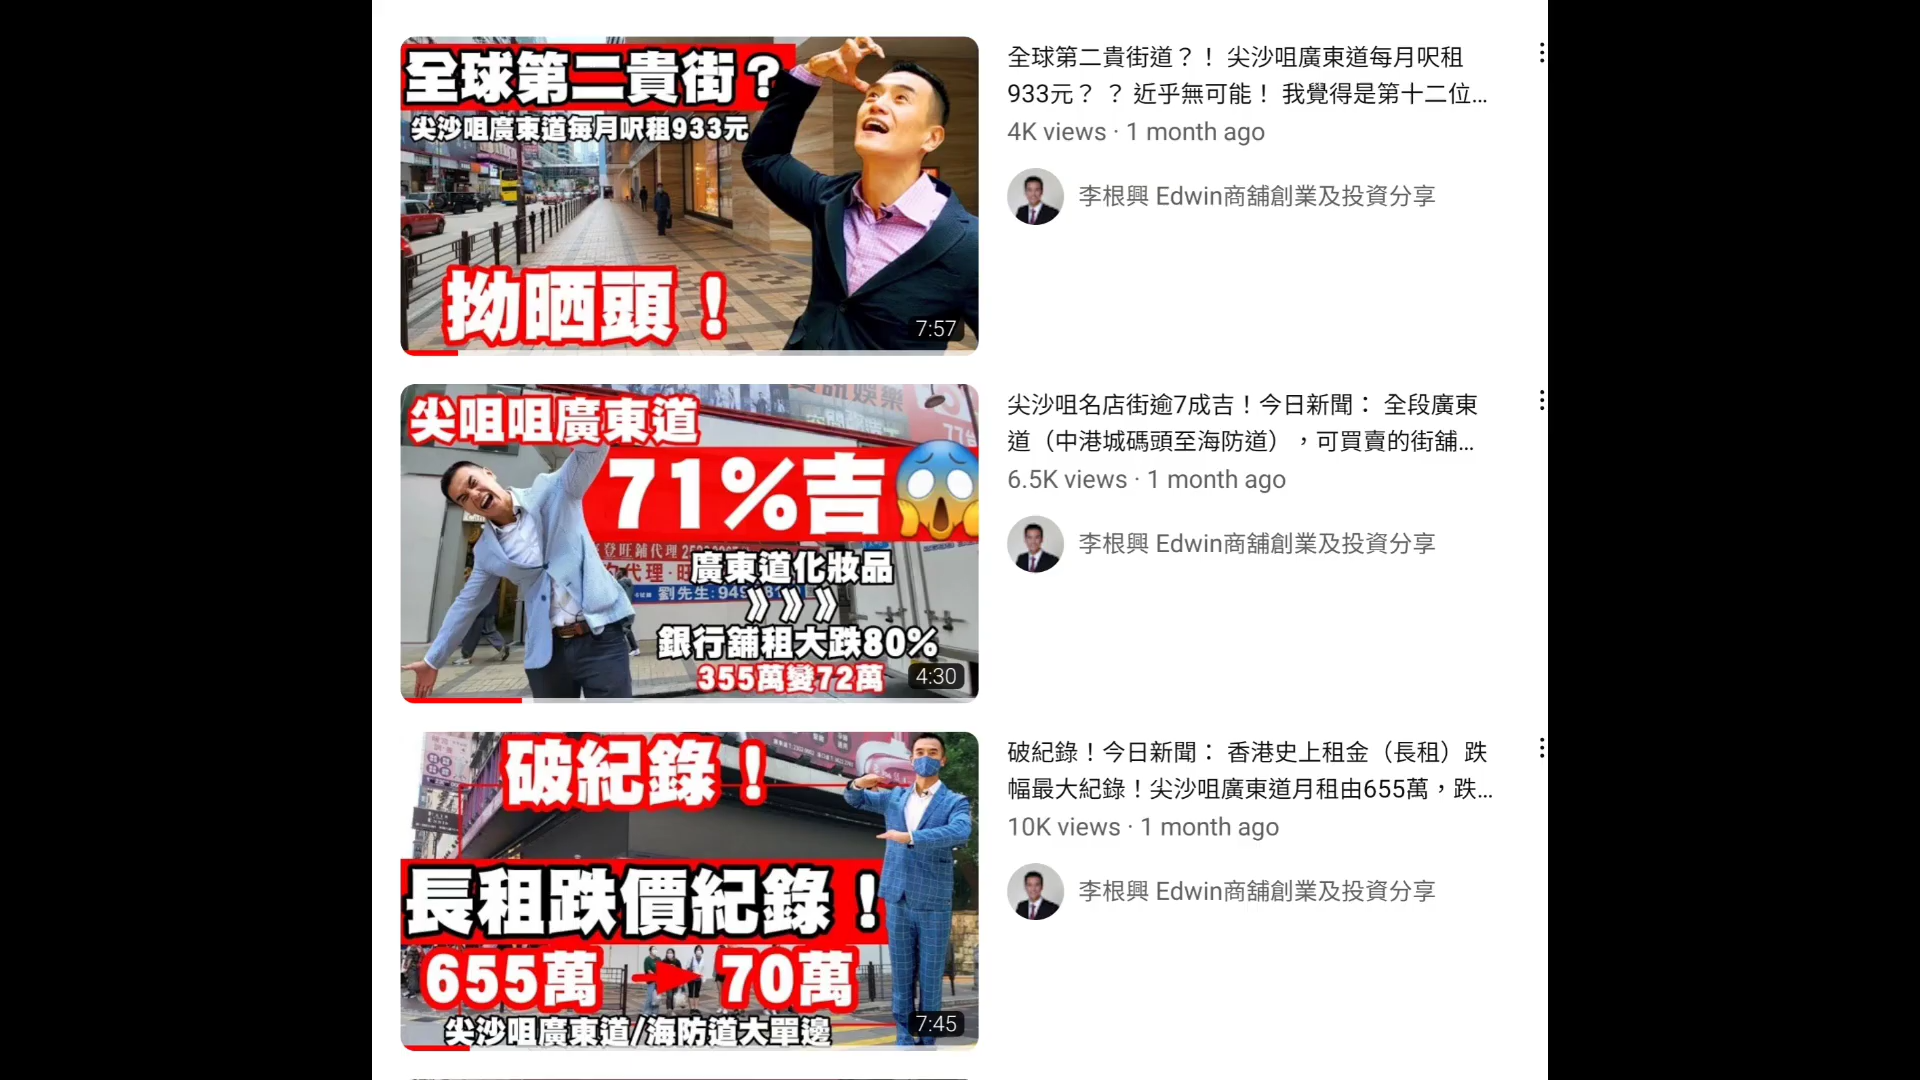 全球第二貴街？
尖沙咀廣東道每月呎租933元
拗晒頭！
7:57
全球第二貴街道？！ 尖沙咀廣東道每月呎租
933元？ ？ 近乎無可能！ 我覺得是第十二位...
4K views · 1 month ago
李根興 Edwin商舖創業及投資分享
尖咀咀廣東道
71%吉
廣東道化妝品
》》》
銀行舖租大跌80%
355萬變72萬
4:30
尖沙咀名店街逾7成吉！今日新聞： 全段廣東
道（中港城碼頭至海防道），可買賣的街舖...
6.5K views · 1 month ago
李根興 Edwin商舖創業及投資分享
破紀錄！
長租跌價紀錄！
655萬 70萬
尖沙咀廣東道/海防道大單邊
7:45
破紀錄！今日新聞： 香港史上租金（長租）跌
幅最大紀錄！尖沙咀廣東道月租由655萬，跌...
10K views · 1 month ago
李根興 Edwin商舖創業及投資分享